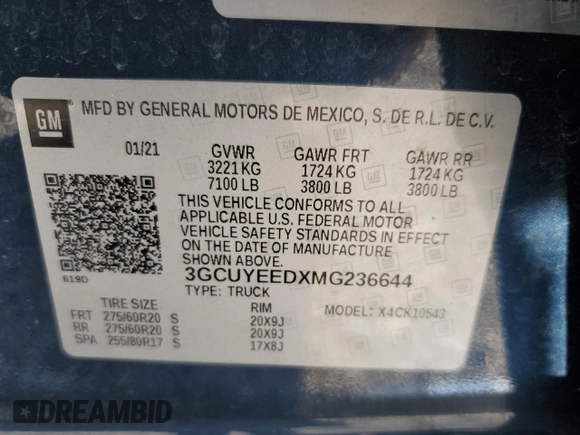 GM
MFD BY GENERAL MOTORS DE MEXICO, S. DE R.L. DE C.V.
01/21 GVWR GAWR FRT GAWR RR
3221 KG 1724 KG 1724 KG
7100 LB 3800 LB 3800 LB
THIS VEHICLE CONFORMS TO ALL
APPLICABLE U.S. FEDERAL MOTOR
VEHICLE SAFETY STANDARDS IN EFFECT
ON THE DATE OF MANUFACTURE
SHOWN ABOVE.
619D
3GCUYEEDXMG236644
TYPE: TRUCK MODEL: X4CK10543
TIRE SIZE RIM
FRT 275/60R20 S 20X9J
RR 275/60R20 S 20X9J
SPA 255/80R17 S 17X8J
DREAMBID